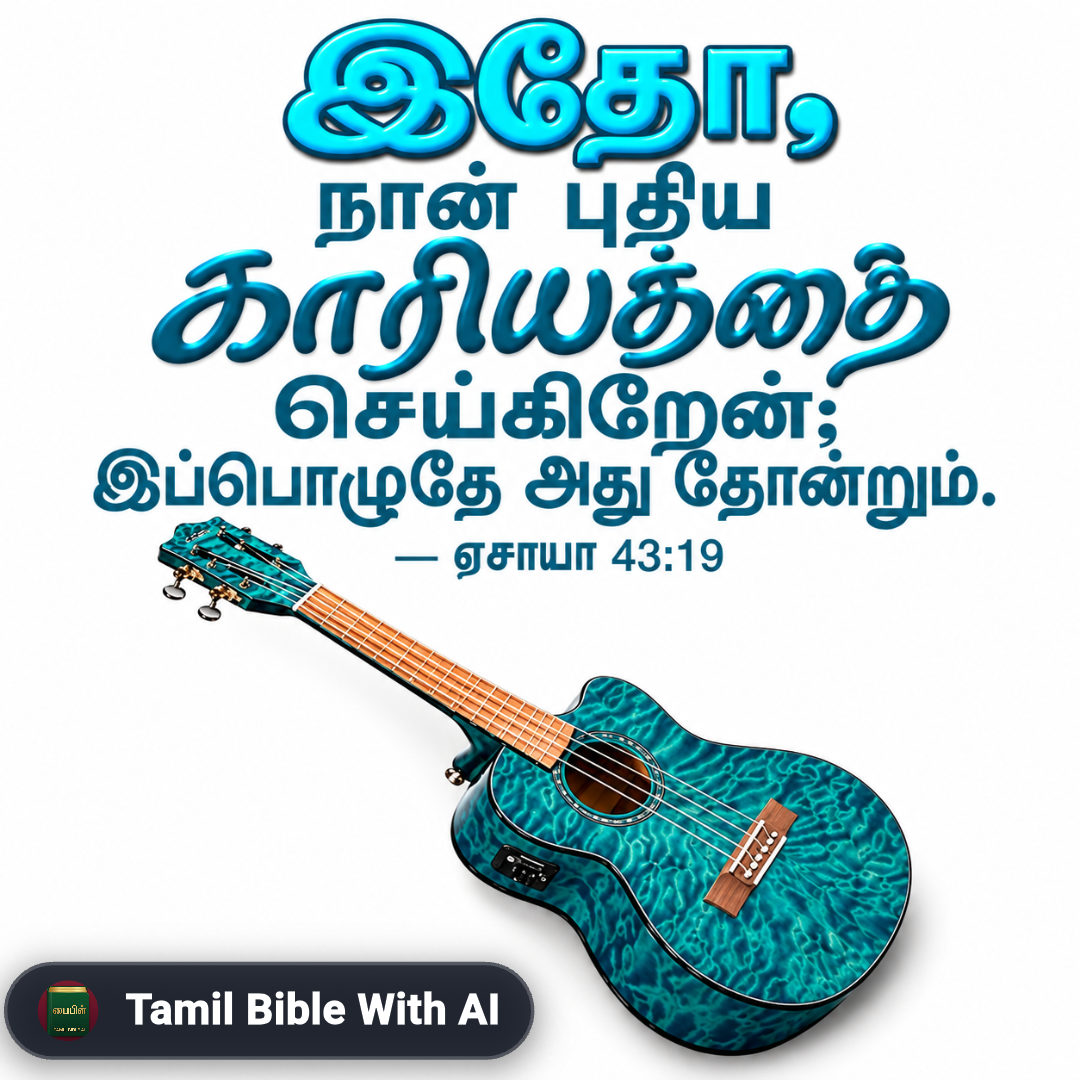 இதோ,
நான் புதிய
காரியத்தை
செய்கிறேன்;
இப்பொழுதே அது தோன்றும்.
— ஏசாயா 43:19
பைபிள்
Tamil Bible With AI